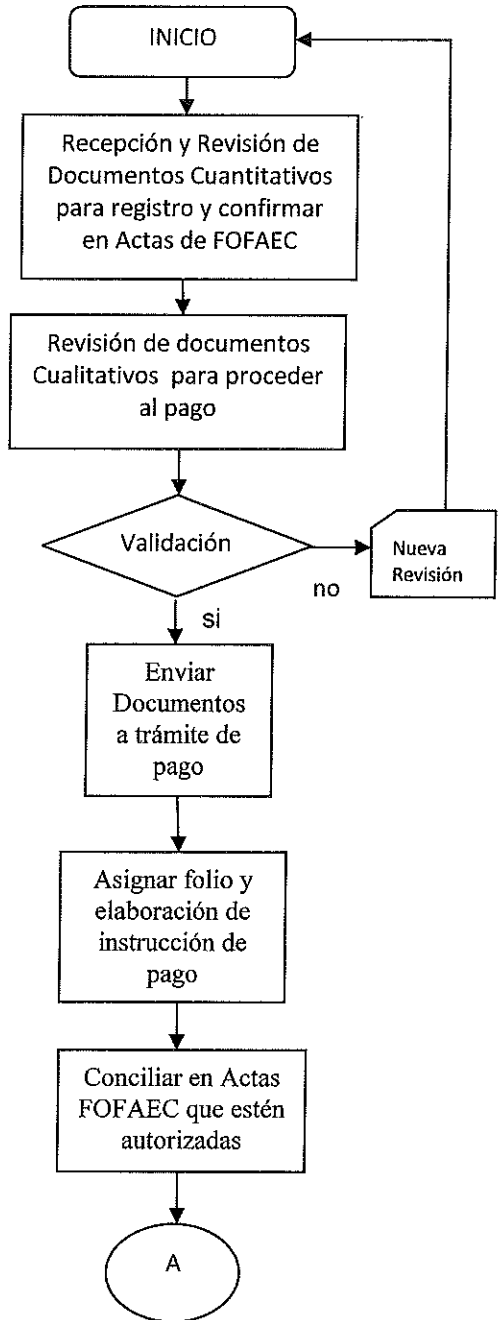 INICIO
Recepción y Revisión de
Documentos Cuantitativos
para registro y confirmar
en Actas de FOFAEC
Revisión de documentos
Cualitativos para proceder
al pago
Validación
Nueva
Revisión
no
si
Enviar
Documentos
a trámite de
pago
Asignar folio y
elaboración de
instrucción de
pago
Conciliar en Actas
FOFAEC que estén
autorizadas
A